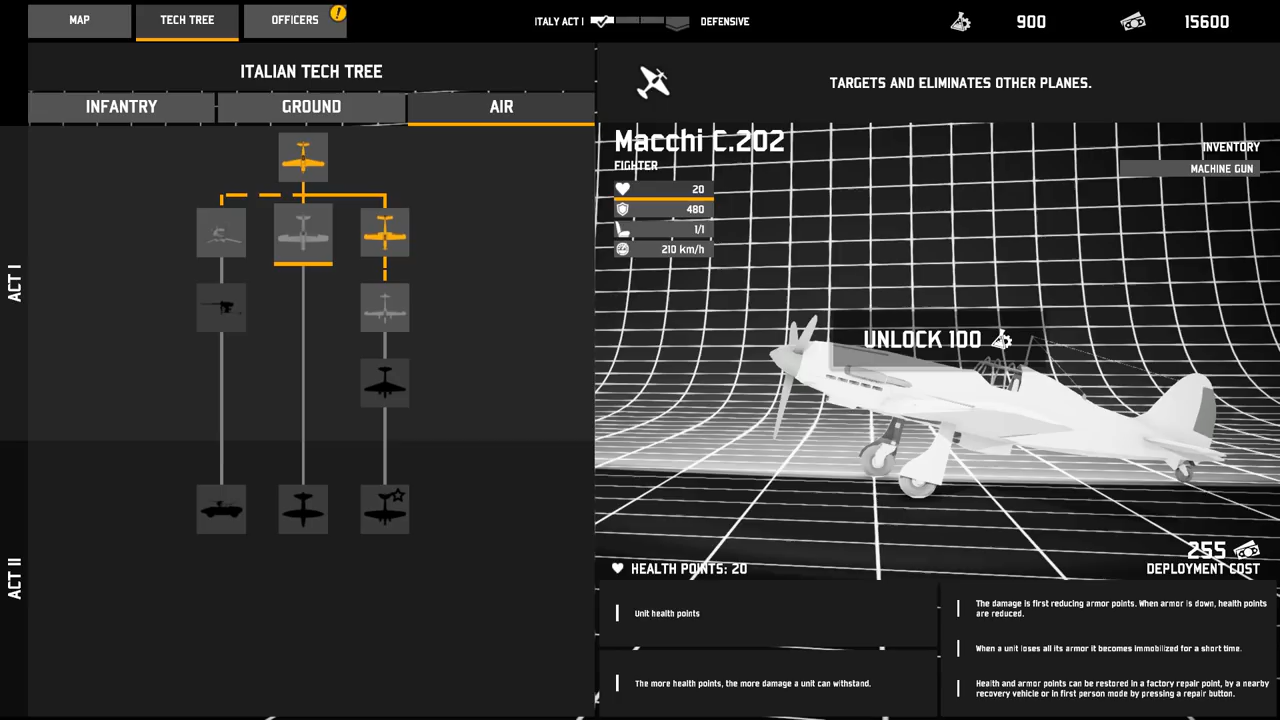 MAP
TECH TREE
OFFICERS
!
ITALY ACT I
DEFENSIVE
900
15600
ITALIAN TECH TREE
INFANTRY
GROUND
AIR
ACT I
ACT II
TARGETS AND ELIMINATES OTHER PLANES.
Macchi C.202
FIGHTER
20
480
1/1
210 km/h
INVENTORY
MACHINE GUN
UNLOCK 100
255
DEPLOYMENT COST
HEALTH POINTS: 20
Unit health points
The more health points, the more damage a unit can withstand.
The damage is first reducing armor points. When armor is down, health points
are reduced.
When a unit loses all its armor it becomes immobilized for a short time.
Health and armor points can be restored in a factory repair point, by a nearby
recovery vehicle or in first person mode by pressing a repair button.